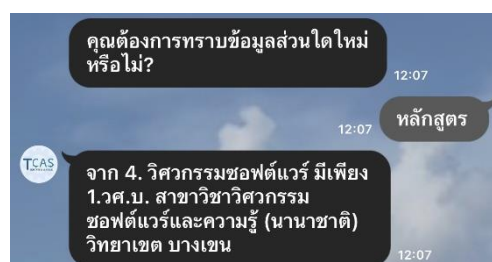 คุณต้องการทราบข้อมูลส่วนใดใหม่
หรือไม่?
12:07
หลักสูตร
12:07
TCAS
จาก 4. วิศวกรรมซอฟต์แวร์ มีเพียง
1.วศ.บ. สาขาวิชาวิศวกรรม
ซอฟต์แวร์และความรู้ (นานาชาติ)
วิทยาเขต บางเขน
12:07